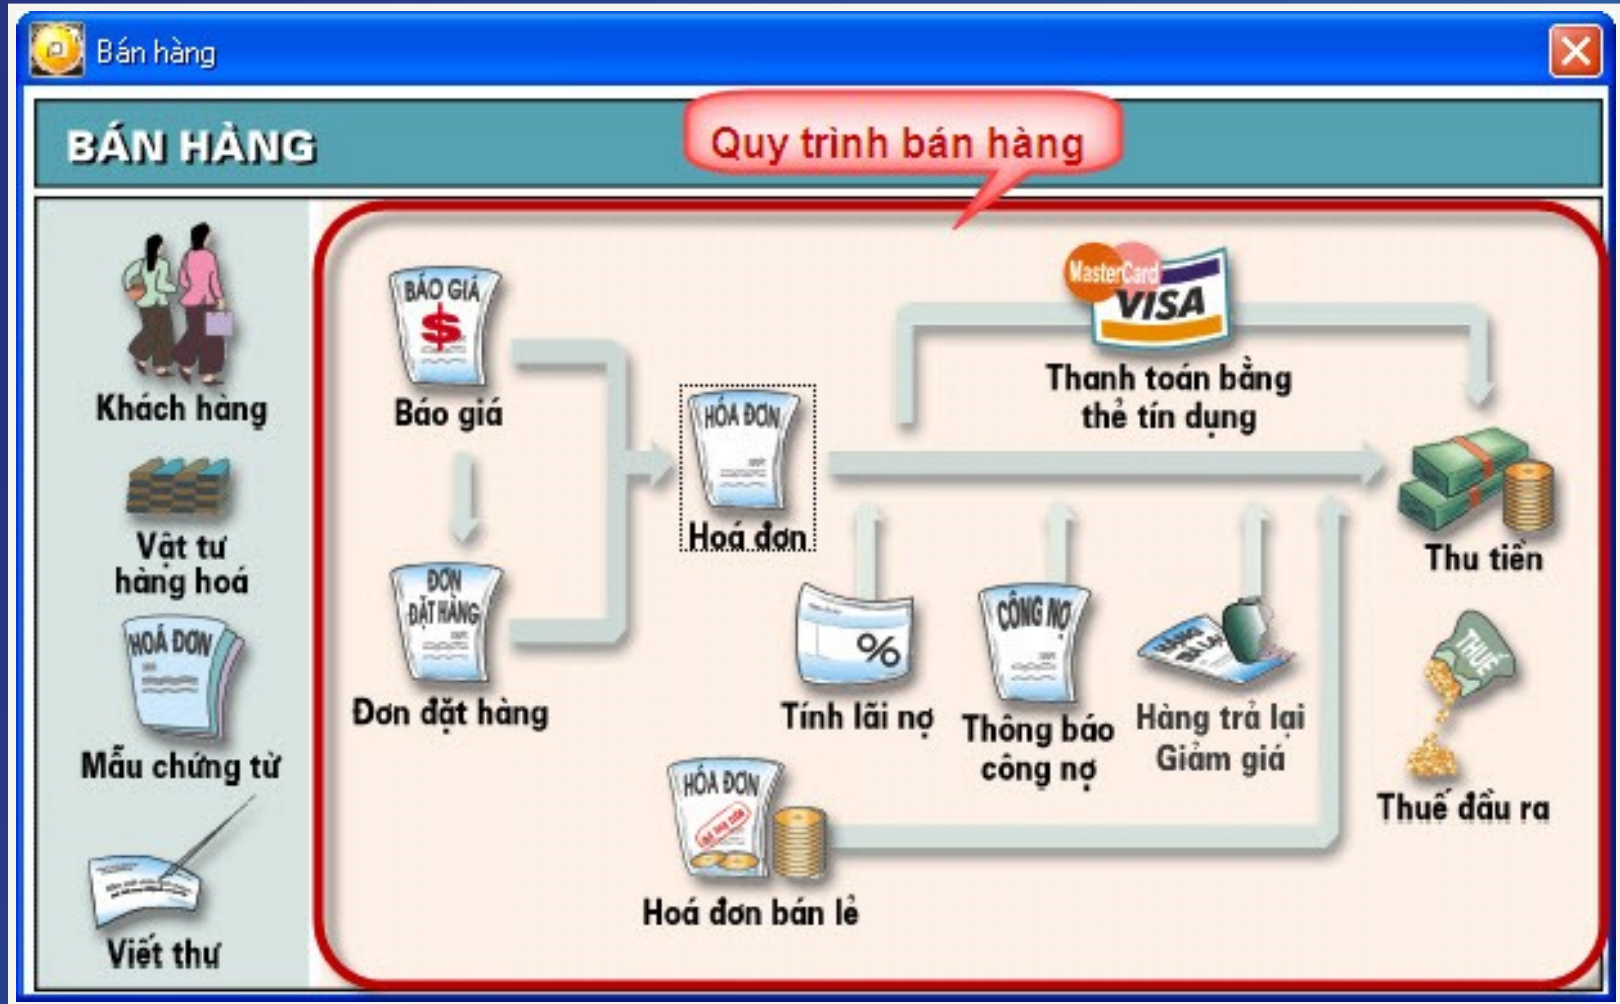 Bán hàng
BÁN HÀNG
Quy trình bán hàng
Khách hàng
Vật tư
hàng hoá
HOÁ ĐƠN
Mẫu chứng từ
Viết thư
BÁO GIÁ
$
Báo giá
ĐƠN
ĐẶT HÀNG
Đơn đặt hàng
HÓA ĐƠN
Hoá đơn
MasterCard
VISA
Thanh toán bằng
thẻ tín dụng
Thu tiền
%
Tính lãi nợ
CÔNG NỢ
Thông báo
công nợ
Hàng trả lại
Giảm giá
THUẾ
Thuế đầu ra
HÓA ĐƠN
Hoá đơn bán lẻ